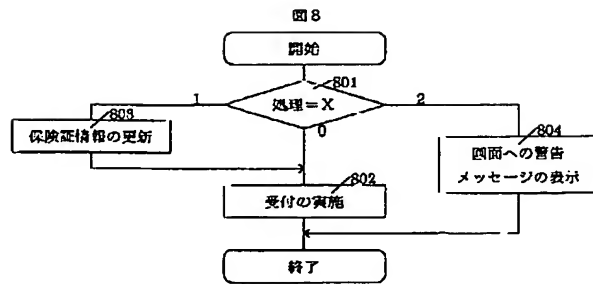 図8
開始
801
処理=X
1
2
0
803
保険証情報の更新
804
画面への警告
メッセージの表示
802
受付の実施
終了